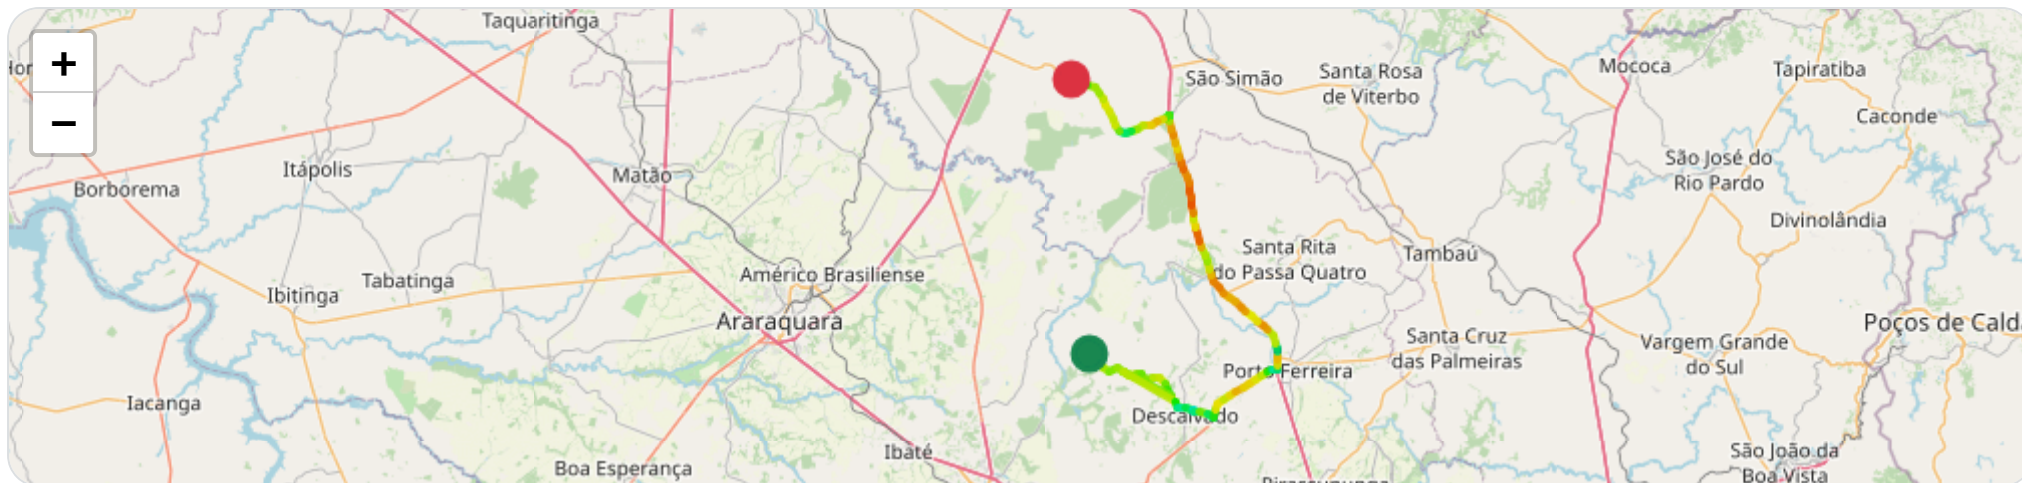 +
−
Taquaritinga
São Simão
Santa Rosa
de Viterbo
Mococa
Tapiratiba
Caconde
Itápolis
Matão
Borborema
São José do
Rio Pardo
Divinolândia
Santa Rita
do Passa Quatro
Tambaú
Tabatinga
Américo Brasiliense
Ibitinga
Araraquara
Poços de Calda
Santa Cruz
das Palmeiras
Vargem Grande
do Sul
Porto Ferreira
Iacanga
Descalvado
Ibaté
São João da
Boa Vista
Boa Esperança